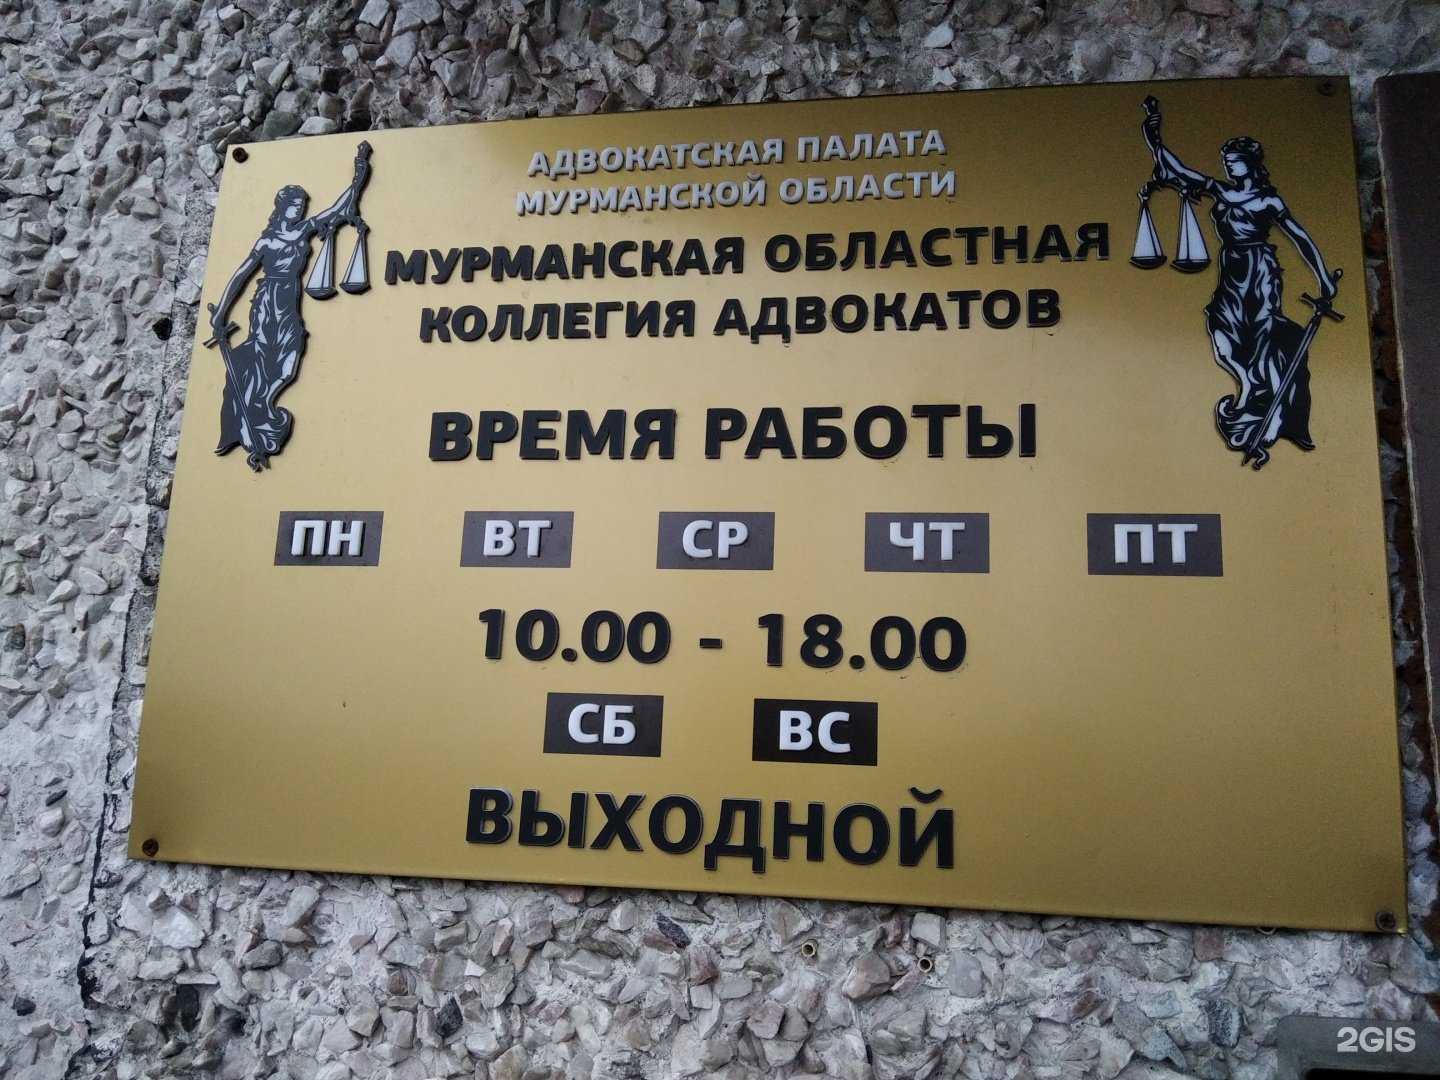 АДВОКАТСКАЯ ПАЛАТА
МУРМАНСКОЙ ОБЛАСТИ
МУРМАНСКАЯ ОБЛАСТНАЯ
КОЛЛЕГИЯ АДВОКАТОВ
ВРЕМЯ РАБОТЫ
ПН ВТ СР ЧТ ПТ
10.00 - 18.00
СБ ВС
ВЫХОДНОЙ
2GIS